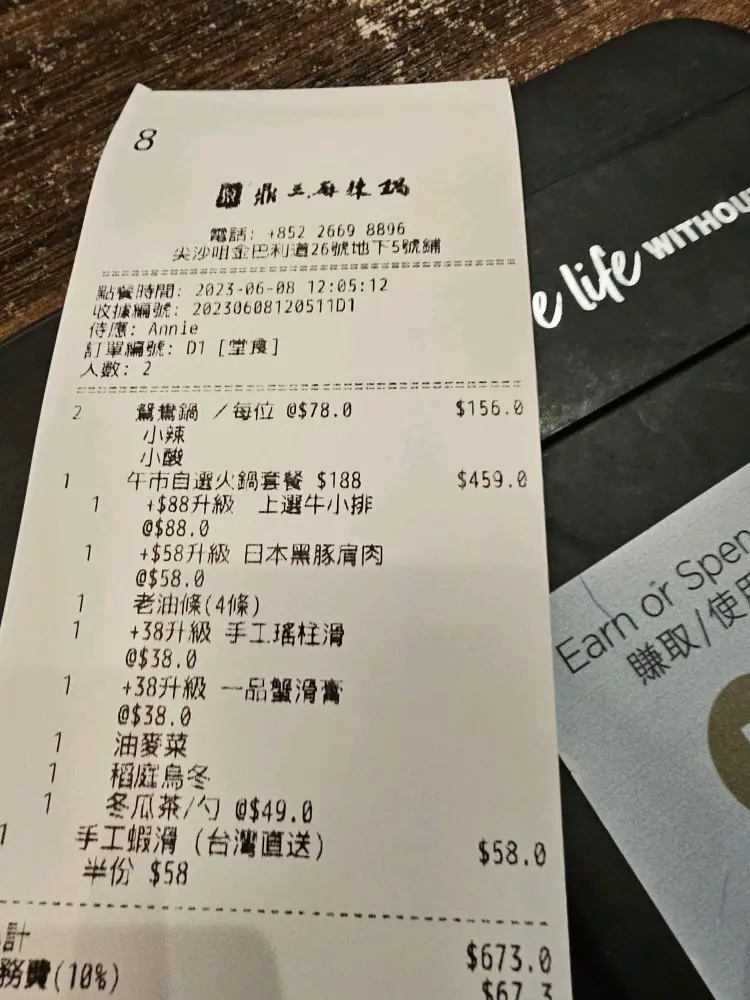 8
鼎王麻辣鍋
電話: +852 2669 8896
尖沙咀金巴利道26號地下5號鋪
點餐時間: 2023-06-08 12:05:12
收據編號: 20230608120511D1
侍應: Annie
訂單編號: D1 [堂食]
人數: 2
2 鴛鴦鍋 ／每位 @$78.0 $156.0
小辣
小酸
1 午市自選火鍋套餐 $188 $459.0
1 +$88升級 上選牛小排
@$88.0
1 +$58升級 日本黑豚肩肉
@$58.0
1 老油條(4條)
1 +38升級 手工瑤柱滑
@$38.0
1 +38升級 一品蟹滑膏
@$38.0
1 油麥菜
1 稻庭烏冬
1 冬瓜茶/勺 @$49.0
1 手工蝦滑 (台灣直送) $58.0
半份 $58
計 $673.0
務費(10%) $67.3
e life WITHOU
Earn or Spen
賺取/使用